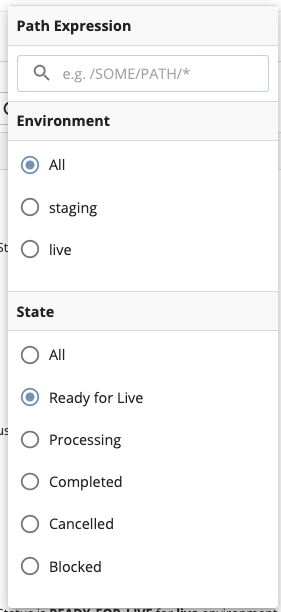 Path Expression
e.g. /SOME/PATH/*
Environment
All
staging
live
State
All
Ready for Live
Processing
Completed
Cancelled
Blocked